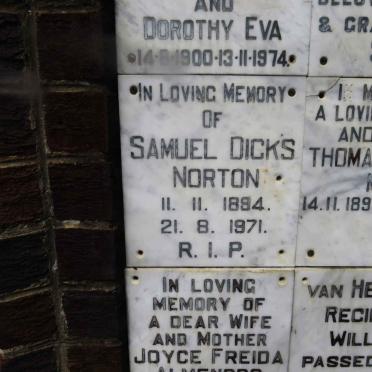 AND
DOROTHY EVA
14·8·1900·13·11·1974.
IN LOVING MEMORY
OF
SAMUEL DICKS
NORTON
11. 11. 1894.
21. 8. 1971.
R. I. P.
IN LOVING
MEMORY OF
A DEAR WIFE
AND MOTHER
JOYCE FREIDA
& GRA
A LOVI
AND
THOMA
14.11.189
VAN HE
RECI
WILL
PASSED